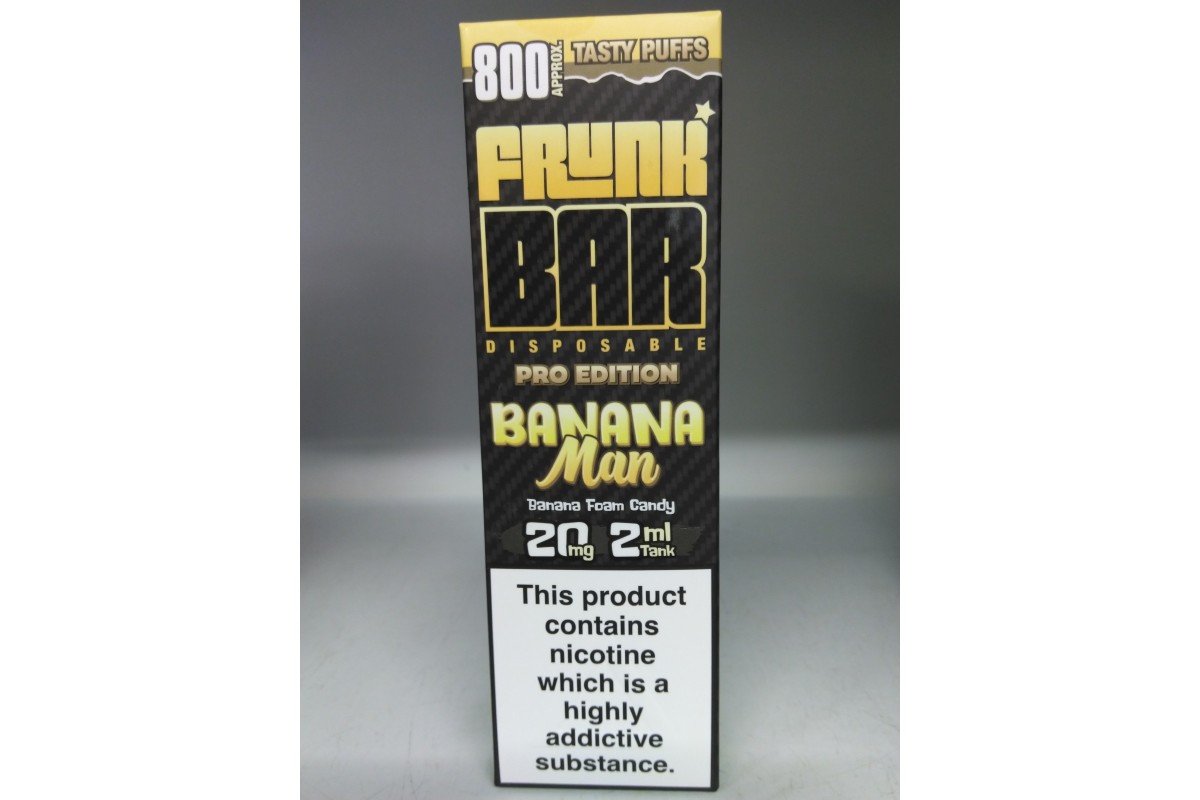 800 APPROX. TASTY PUFFS
FRUNK
BAR
DISPOSABLE
PRO EDITION
BANANA
Man
Banana Foam Candy
20mg 2ml Tank
This product
contains
nicotine
which is a
highly
addictive
substance.